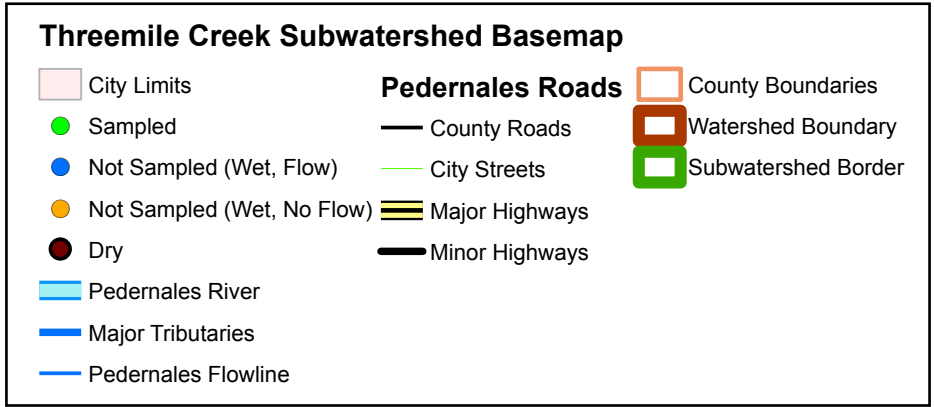 Threemile Creek Subwatershed Basemap
City Limits
Sampled
Not Sampled (Wet, Flow)
Not Sampled (Wet, No Flow)
Dry
Pedernales River
Major Tributaries
Pedernales Flowline
Pedernales Roads
County Roads
City Streets
Major Highways
Minor Highways
County Boundaries
Watershed Boundary
Subwatershed Border